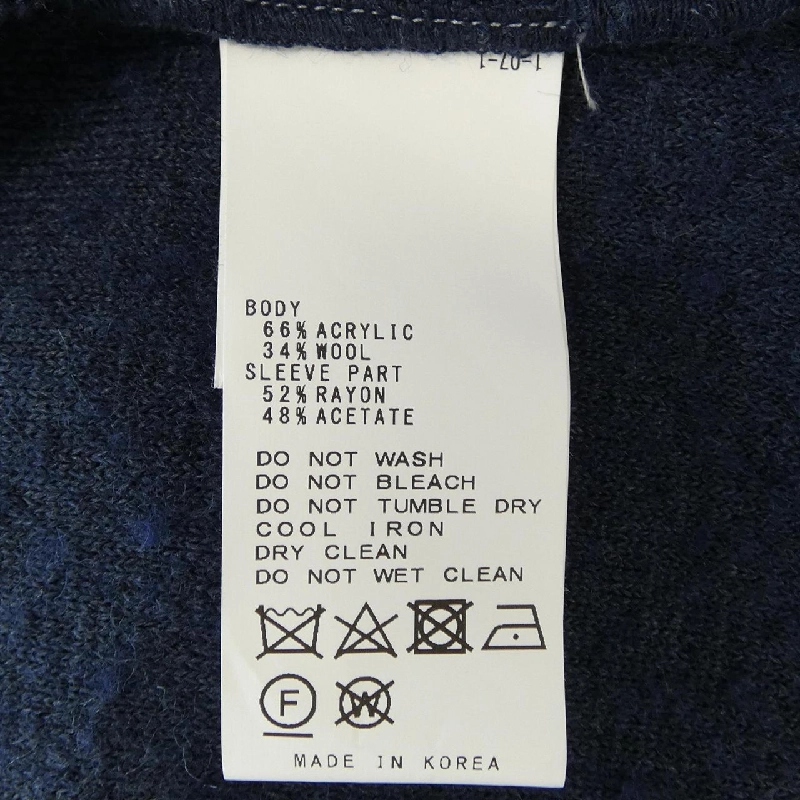 1-07-1
BODY
66% ACRYLIC
34% WOOL
SLEEVE PART
52% RAYON
48% ACETATE
DO NOT WASH
DO NOT BLEACH
DO NOT TUMBLE DRY
COOL IRON
DRY CLEAN
DO NOT WET CLEAN
F W
MADE IN KOREA